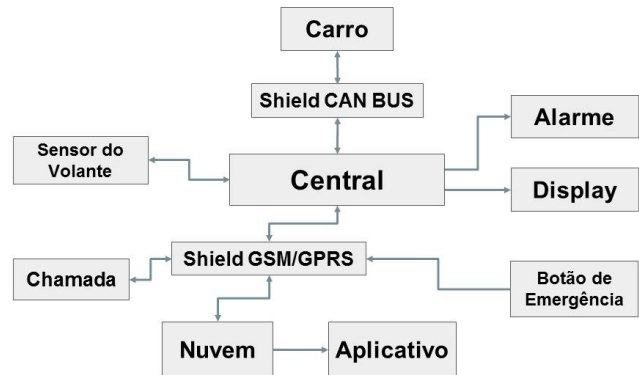 Carro
Shield CAN BUS
Alarme
Sensor do
Volante
Central
Display
Shield GSM/GPRS
Chamada
Botão de
Emergência
Nuvem
Aplicativo